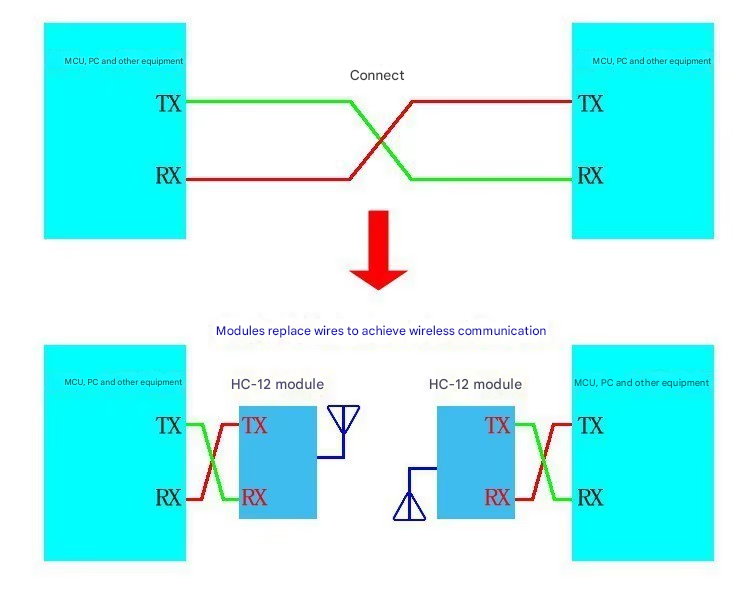 MCU, PC and other equipment
MCU, PC and other equipment
Connect
TX
TX
RX
RX
Modules replace wires to achieve wireless communication
MCU, PC and other equipment
HC-12 module
HC-12 module
MCU, PC and other equipment
TX
TX
TX
TX
RX
RX
RX
RX